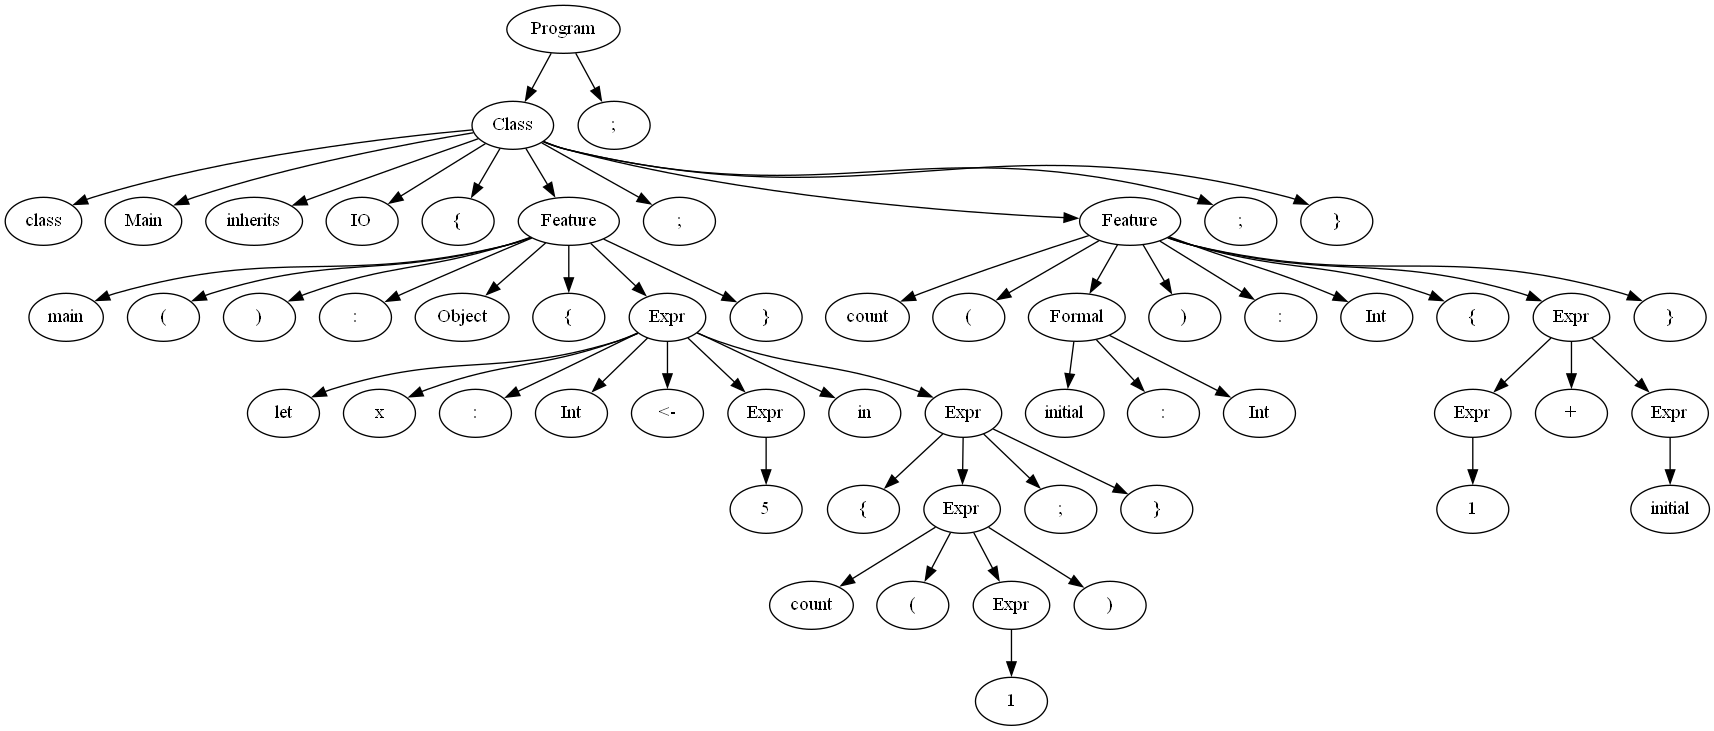 Program
Class ;
class Main inherits IO { Feature ; Feature ; }
main ( ) : Object { Expr } count ( Formal ) : Int { Expr }
let x : Int <- Expr in Expr initial : Int Expr + Expr
5 { Expr ; } 1 initial
count ( Expr )
1